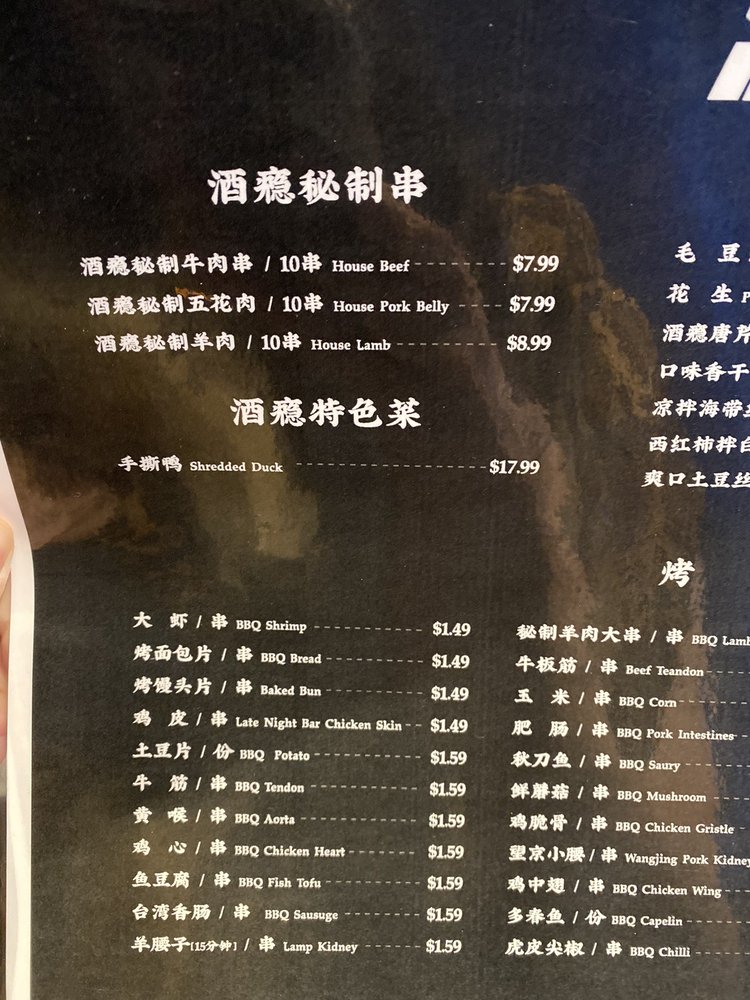 酒瘾秘制串
酒瘾秘制牛肉串 / 10串 House Beef $7.99
酒瘾秘制五花肉 / 10串 House Pork Belly $7.99
酒瘾秘制羊肉 / 10串 House Lamb $8.99
酒瘾特色菜
手撕鸭 Shredded Duck $17.99
大 虾 / 串 BBQ Shrimp $1.49
烤面包片 / 串 BBQ Bread $1.49
烤馒头片 / 串 Baked Bun $1.49
鸡 皮 / 串 Late Night Bar Chicken Skin $1.49
土豆片 / 份 BBQ Potato $1.59
牛 筋 / 串 BBQ Tendon $1.59
黄 喉 / 串 BBQ Aorta $1.59
鸡 心 / 串 BBQ Chicken Heart $1.59
鱼豆腐 / 串 BBQ Fish Tofu $1.59
台湾香肠 / 串 BBQ Sausuge $1.59
羊腰子[15分钟] / 串 Lamp Kidney $1.59
毛 豆
花 生
酒瘾唐芹
口味香干
凉拌海带
西红柿拌白
爽口土豆丝
烤
秘制羊肉大串 / 串 BBQ Lamb
牛板筋 / 串 Beef Teandon
玉 米 / 串 BBQ Corn
肥 肠 / 串 BBQ Pork Intestines
秋刀鱼 / 串 BBQ Saury
鲜蘑菇 / 串 BBQ Mushroom
鸡脆骨 / 串 BBQ Chicken Gristle
望京小腰 / 串 Wangjing Pork Kidney
鸡中翅 / 串 BBQ Chicken Wing
多春鱼 / 份 BBQ Capelin
虎皮尖椒 / 串 BBQ Chilli